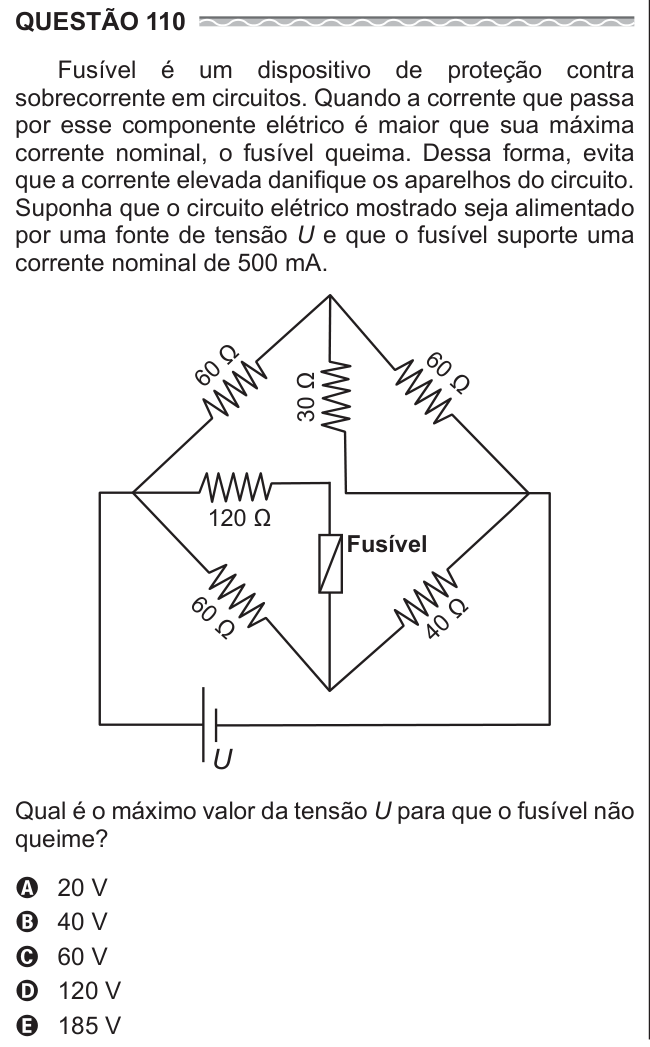 QUESTÃO 110
Fusível é um dispositivo de proteção contra
sobrecorrente em circuitos. Quando a corrente que passa
por esse componente elétrico é maior que sua máxima
corrente nominal, o fusível queima. Dessa forma, evita
que a corrente elevada danifique os aparelhos do circuito.
Suponha que o circuito elétrico mostrado seja alimentado
por uma fonte de tensão U e que o fusível suporte uma
corrente nominal de 500 mA.
60 Ω
30 Ω
60 Ω
120 Ω
Fusível
60 Ω
40 Ω
U
Qual é o máximo valor da tensão U para que o fusível não
queime?
A 20 V
B 40 V
C 60 V
D 120 V
E 185 V